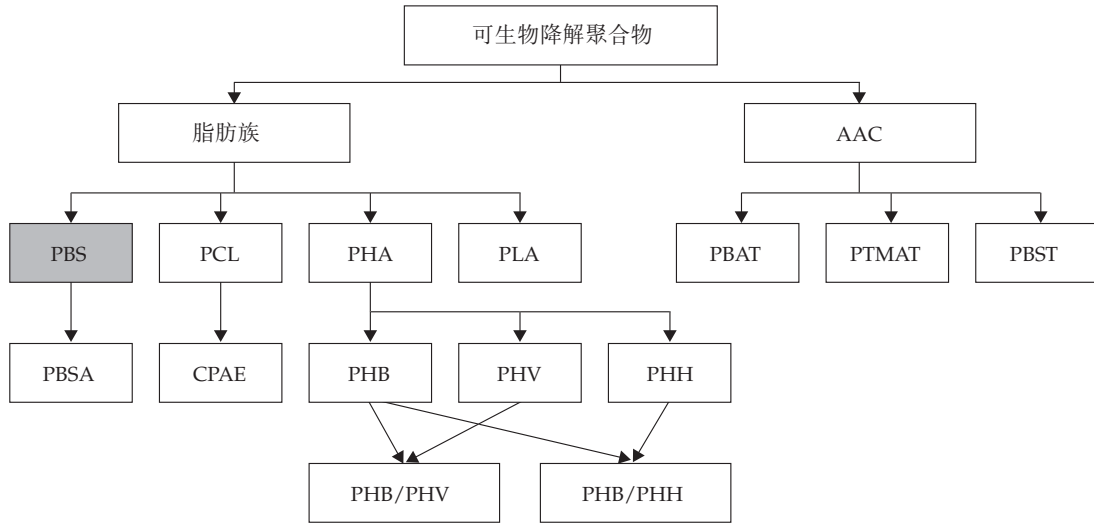 可生物降解聚合物
脂肪族
AAC
PBS
PCL
PHA
PLA
PBAT
PTMAT
PBST
PBSA
CPAE
PHB
PHV
PHH
PHB/PHV
PHB/PHH